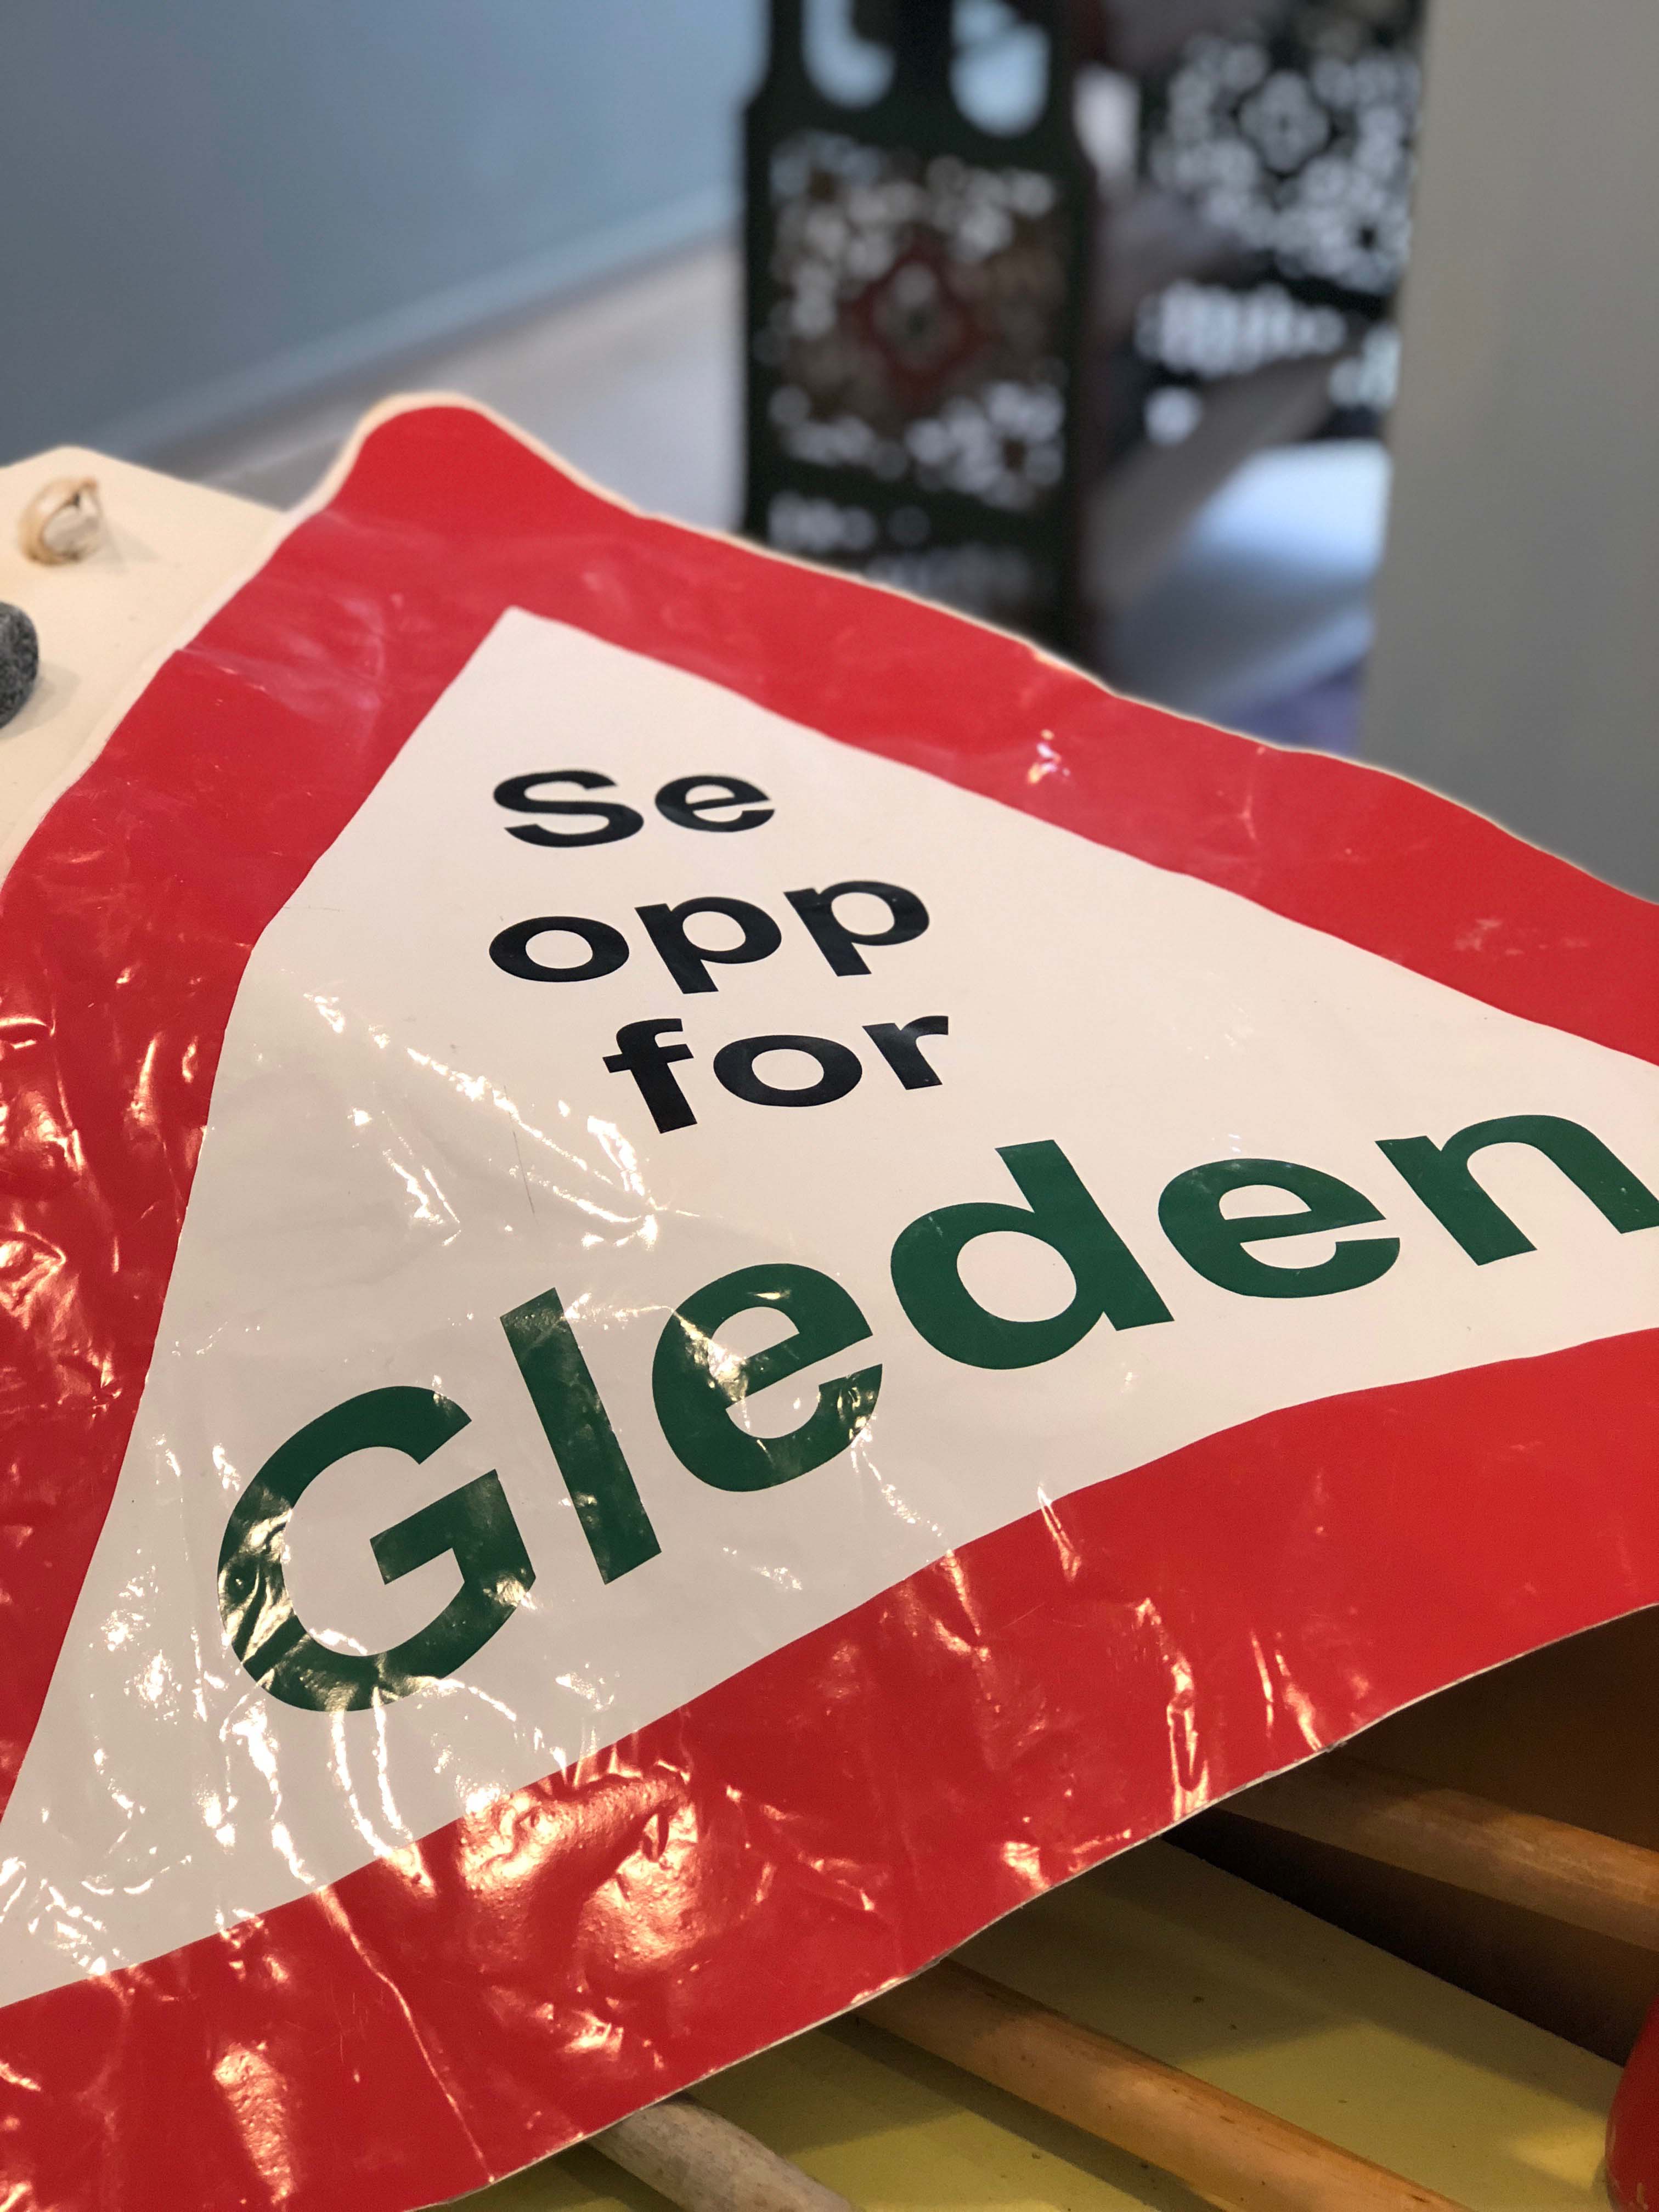 Se
opp
for
Gleden